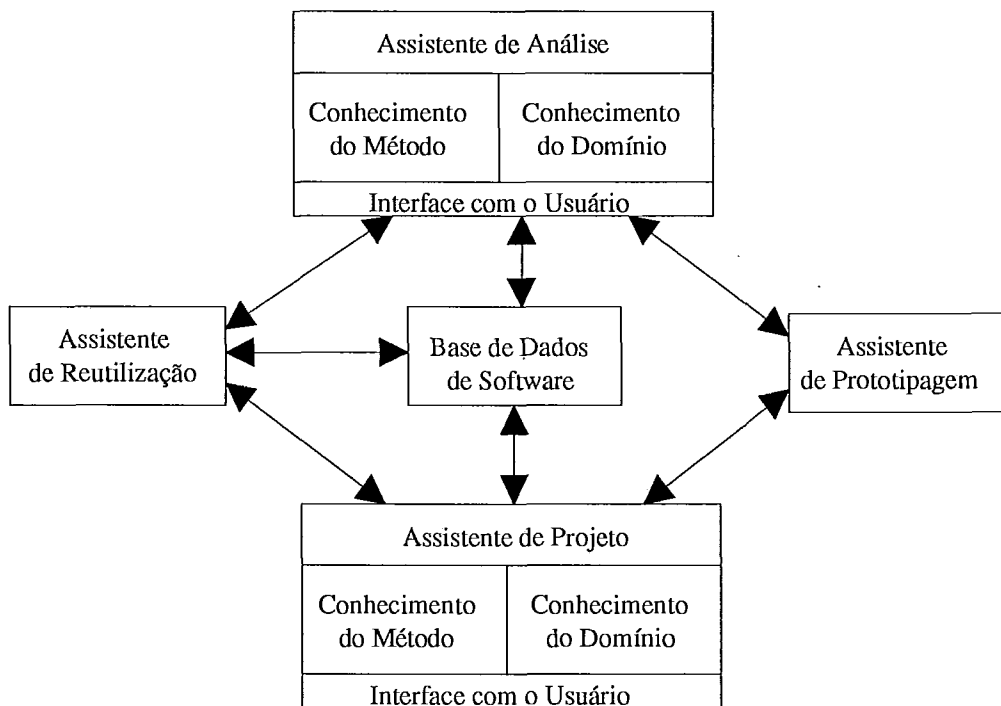 Assistente de Análise
Conhecimento
do Método
Conhecimento
do Domínio
Interface com o Usuário
Assistente
de Reutilização
Base de Dados
de Software
Assistente
de Prototipagem
Assistente de Projeto
Conhecimento
do Método
Conhecimento
do Domínio
Interface com o Usuário